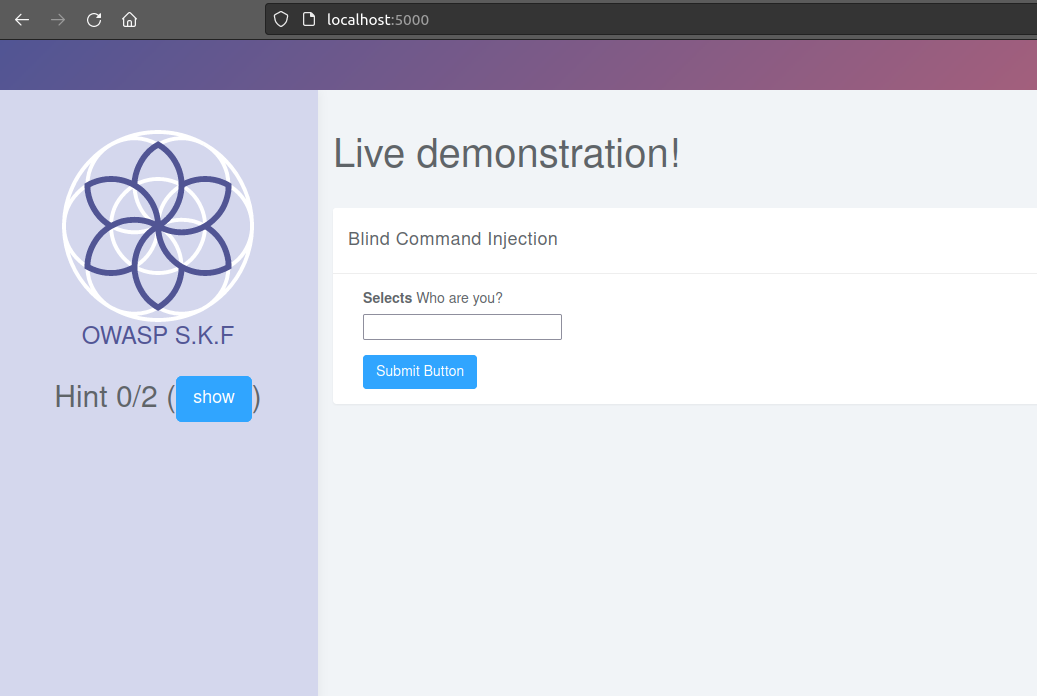 localhost:5000
OWASP S.K.F
Hint 0/2 (show)
Live demonstration!
Blind Command Injection
Selects Who are you?
Submit Button